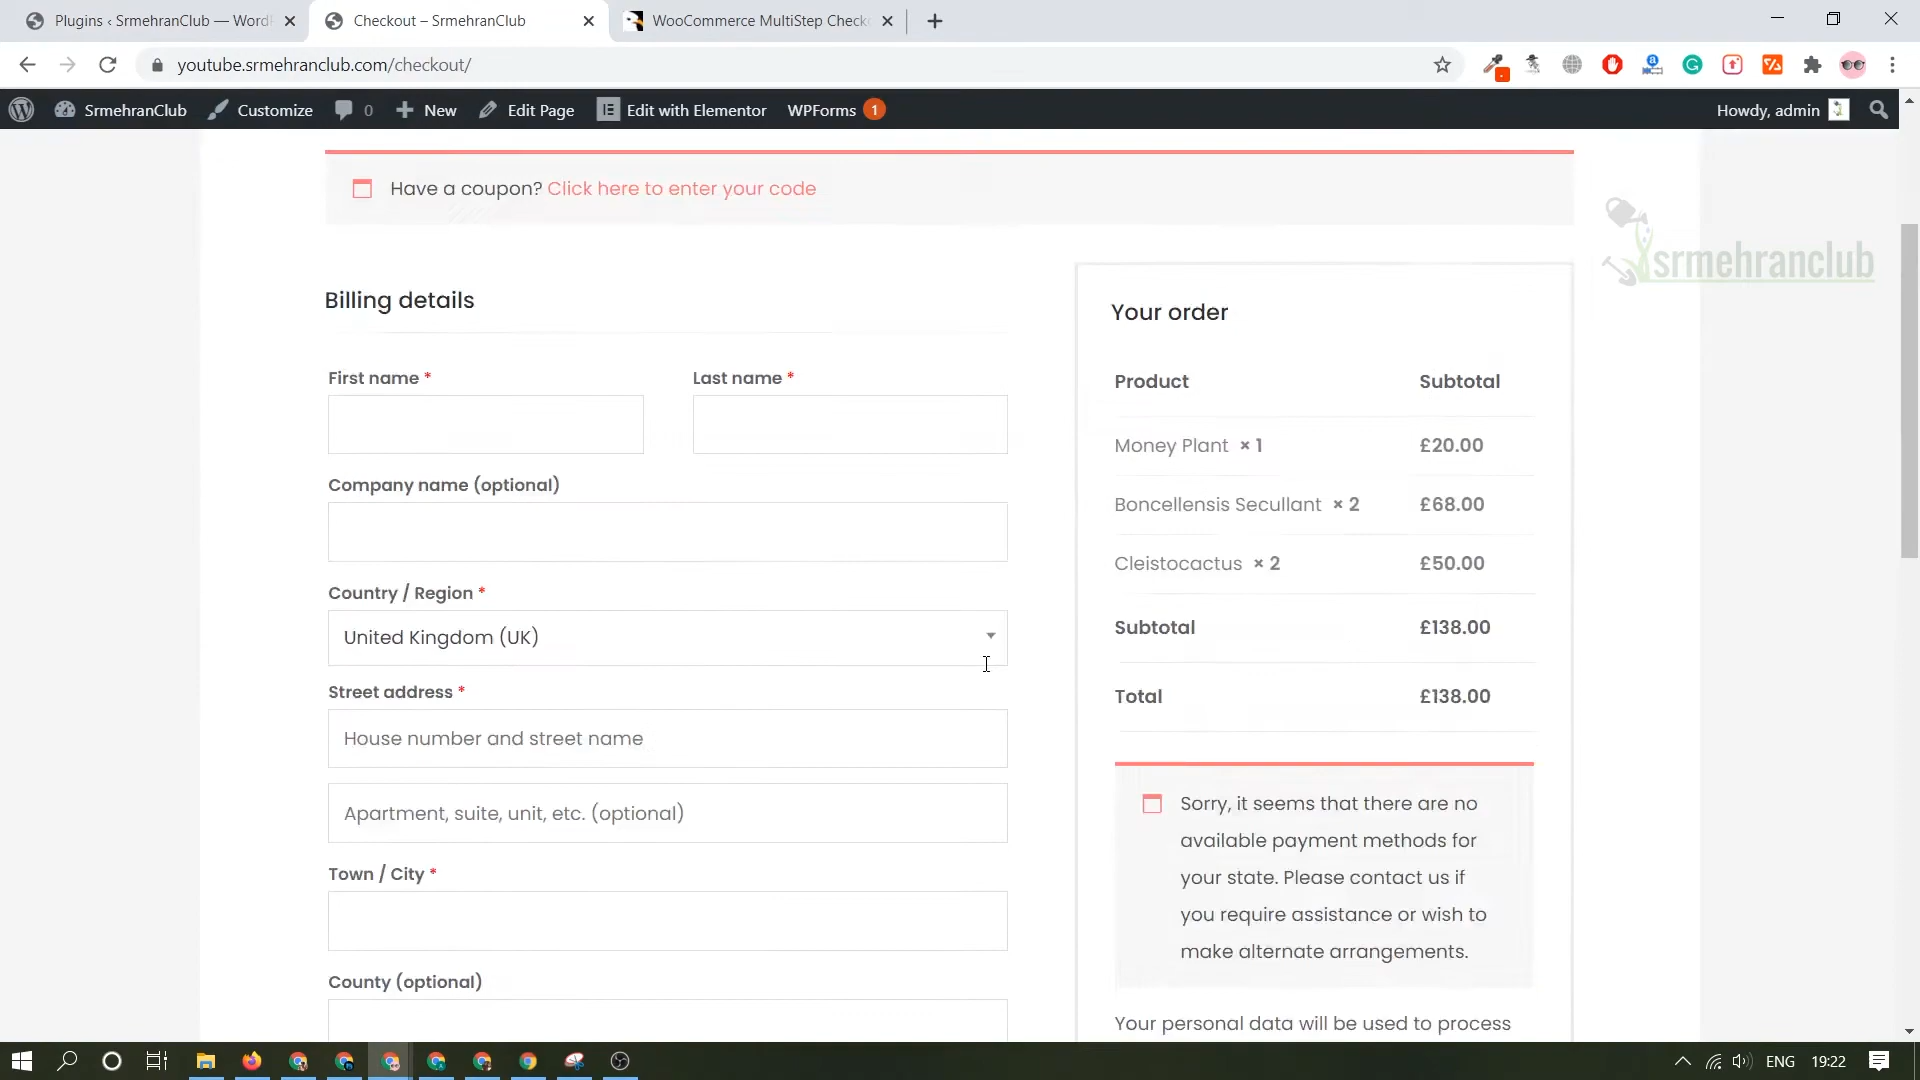 Plugins ‹ SrmehranClub — Word
Checkout – SrmehranClub
WooCommerce MultiStep Check
youtube.srmehranclub.com/checkout/
SrmehranClub
Customize
0
New
Edit Page
Edit with Elementor
WPForms 1
Howdy, admin
Have a coupon? Click here to enter your code
srmehranclub
Billing details
First name *
Last name *
Company name (optional)
Country / Region *
United Kingdom (UK)
Street address *
House number and street name
Apartment, suite, unit, etc. (optional)
Town / City *
County (optional)
Your order
Product Subtotal
Money Plant × 1 £20.00
Boncellensis Secullant × 2 £68.00
Cleistocactus × 2 £50.00
Subtotal £138.00
Total £138.00
Sorry, it seems that there are no
available payment methods for
your state. Please contact us if
you require assistance or wish to
make alternate arrangements.
Your personal data will be used to process
ENG 19:22